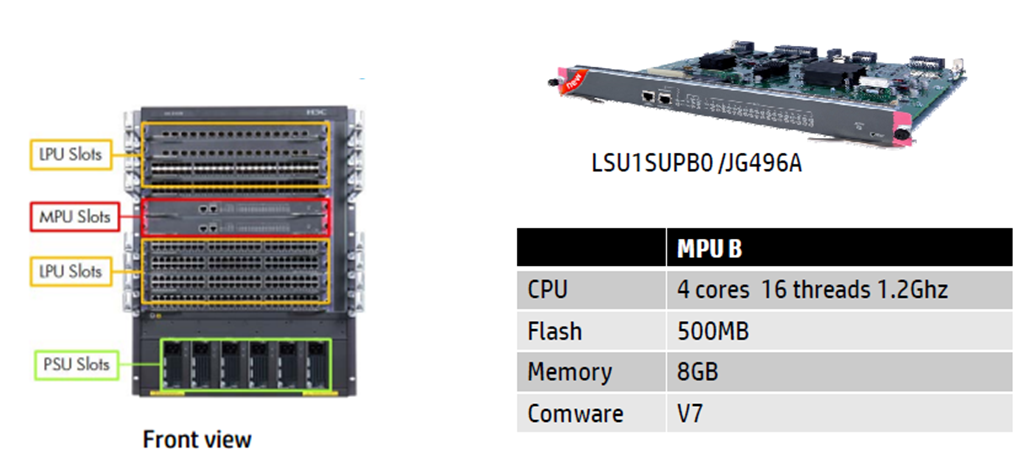 new
LSU1SUPB0 /JG496A
H3C
LPU Slots
MPU Slots
LPU Slots
PSU Slots
Front view
MPU B
CPU 4 cores 16 threads 1.2Ghz
Flash 500MB
Memory 8GB
Comware V7